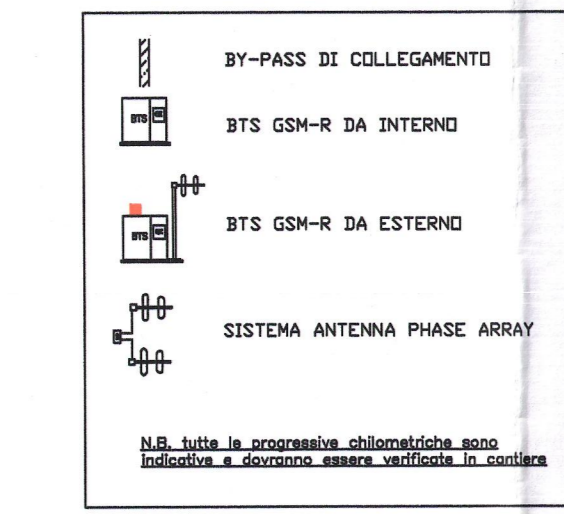 BY-PASS DI COLLEGAMENTO
BTS
BTS GSM-R DA INTERNO
BTS
BTS GSM-R DA ESTERNO
SISTEMA ANTENNA PHASE ARRAY
N.B. tutte le progressive chilometriche sono
indicative e dovranno essere verificate in cantiere